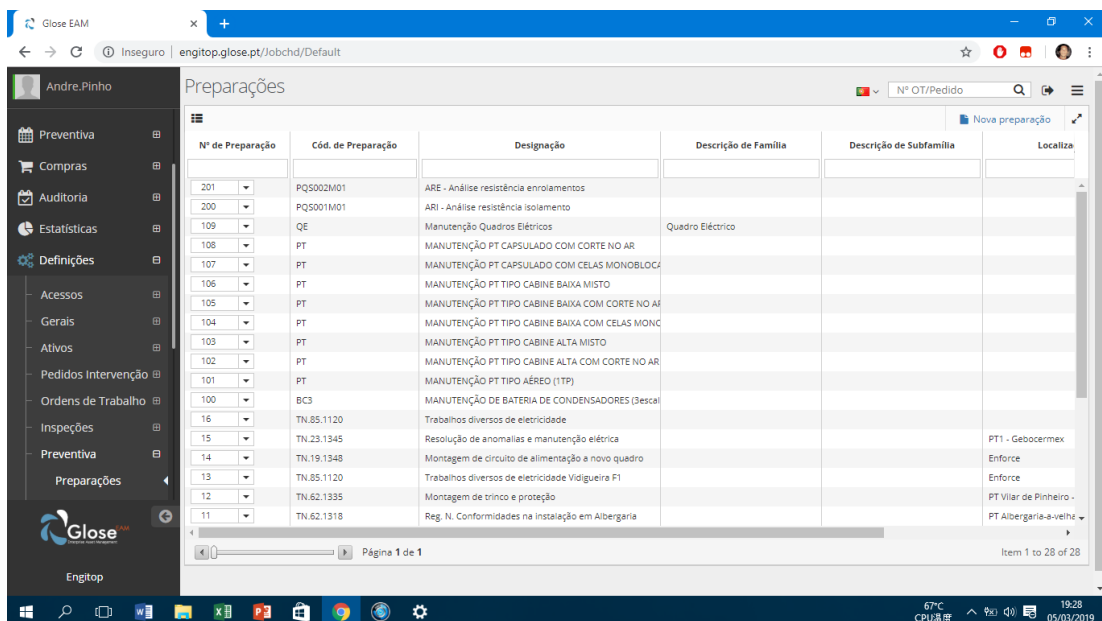 Glose EAM
Inseguro | engitop.glose.pt/Jobchd/Default
Andre.Pinho
Preparações
Nº OT/Pedido
Nova preparação
Preventiva
Compras
Auditoria
Estatísticas
Definições
Acessos
Gerais
Ativos
Pedidos Intervenção
Ordens de Trabalho
Inspeções
Preventiva
Preparações
Glose EAM
Engitop
Nº de Preparação Cód. de Preparação Designação Descrição de Família Descrição de Subfamília Localiza
201 PQS002M01 ARE - Análise resistência enrolamentos
200 PQS001M01 ARI - Análise resistência isolamento
109 QE Manutenção Quadros Elétricos Quadro Eléctrico
108 PT MANUTENÇÃO PT CAPSULADO COM CORTE NO AR
107 PT MANUTENÇÃO PT CAPSULADO COM CELAS MONOBLOCA
106 PT MANUTENÇÃO PT TIPO CABINE BAIXA MISTO
105 PT MANUTENÇÃO PT TIPO CABINE BAIXA COM CORTE NO AR
104 PT MANUTENÇÃO PT TIPO CABINE BAIXA COM CELAS MONO
103 PT MANUTENÇÃO PT TIPO CABINE ALTA MISTO
102 PT MANUTENÇÃO PT TIPO CABINE ALTA COM CORTE NO AR
101 PT MANUTENÇÃO PT TIPO AÉREO (1TP)
100 BC3 MANUTENÇÃO DE BATERIA DE CONDENSADORES (3escal
16 TN.85.1120 Trabalhos diversos de eletricidade
15 TN.23.1345 Resolução de anomalias e manutenção elétrica PT1 - Gebocermex
14 TN.19.1348 Montagem de circuito de alimentação a novo quadro Enforce
13 TN.85.1120 Trabalhos diversos de eletricidade Vidigueira F1 Enforce
12 TN.62.1335 Montagem de trinco e proteção PT Vilar de Pinheiro -
11 TN.62.1318 Reg. N. Conformidades na instalação em Albergaria PT Albergaria-a-velha
Página 1 de 1
Item 1 to 28 of 28
67°C
CPU温度
19:28
05/03/2019